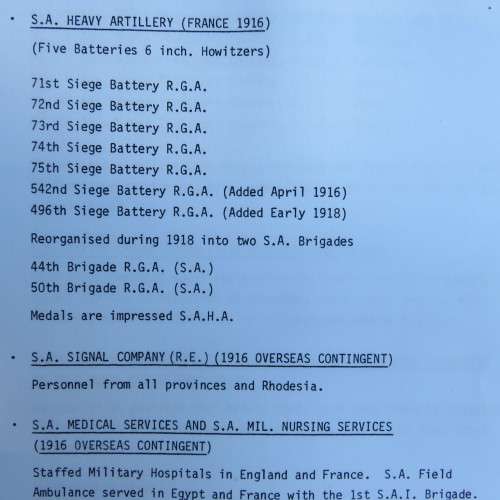 • S.A. HEAVY ARTILLERY (FRANCE 1916)
(Five Batteries 6 inch. Howitzers)
71st Siege Battery R.G.A.
72nd Siege Battery R.G.A.
73rd Siege Battery R.G.A.
74th Siege Battery R.G.A.
75th Siege Battery R.G.A.
542nd Siege Battery R.G.A. (Added April 1916)
496th Siege Battery R.G.A. (Added Early 1918)
Reorganised during 1918 into two S.A. Brigades
44th Brigade R.G.A. (S.A.)
50th Brigade R.G.A. (S.A.)
Medals are impressed S.A.H.A.
• S.A. SIGNAL COMPANY (R.E.) (1916 OVERSEAS CONTINGENT)
Personnel from all provinces and Rhodesia.
• S.A. MEDICAL SERVICES AND S.A. MIL. NURSING SERVICES
(1916 OVERSEAS CONTINGENT)
Staffed Military Hospitals in England and France. S.A. Field
Ambulance served in Egypt and France with the 1st S.A.I. Brigade.